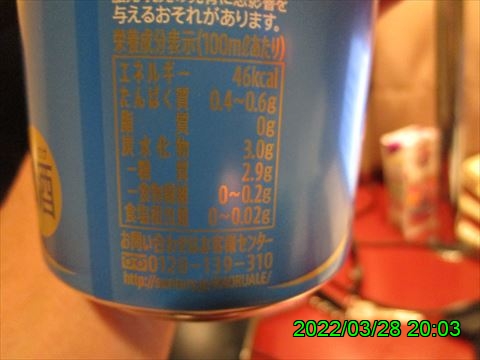 与えるおそれがあります。
栄養成分表示(100mlあたり)
エネルギー 46kcal
たんぱく質 0.4~0.6g
脂 質 0g
炭水化物 3.0g
-糖 質 2.9g
-食物繊維 0~0.2g
食塩相当量 0~0.02g
お問い合わせはお客様センター
0120-139-310
酒
2022/03/28 20:03